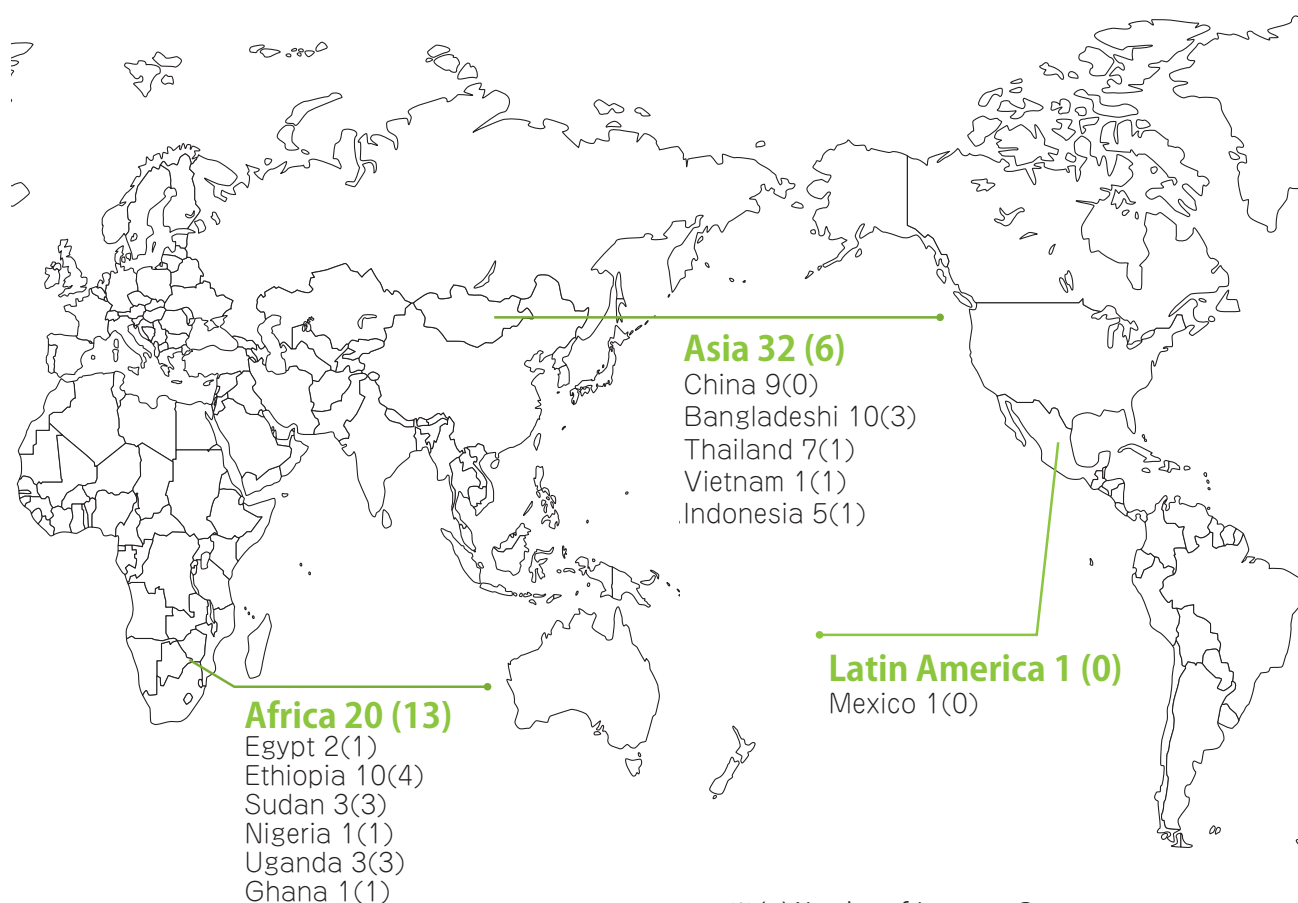 Asia 32 (6)
China 9(0)
Bangladeshi 10(3)
Thailand 7(1)
Vietnam 1(1)
.Indonesia 5(1)
Latin America 1 (0)
Mexico 1(0)
Africa 20 (13)
Egypt 2(1)
Ethiopia 10(4)
Sudan 3(3)
Nigeria 1(1)
Uganda 3(3)
Ghana 1(1)